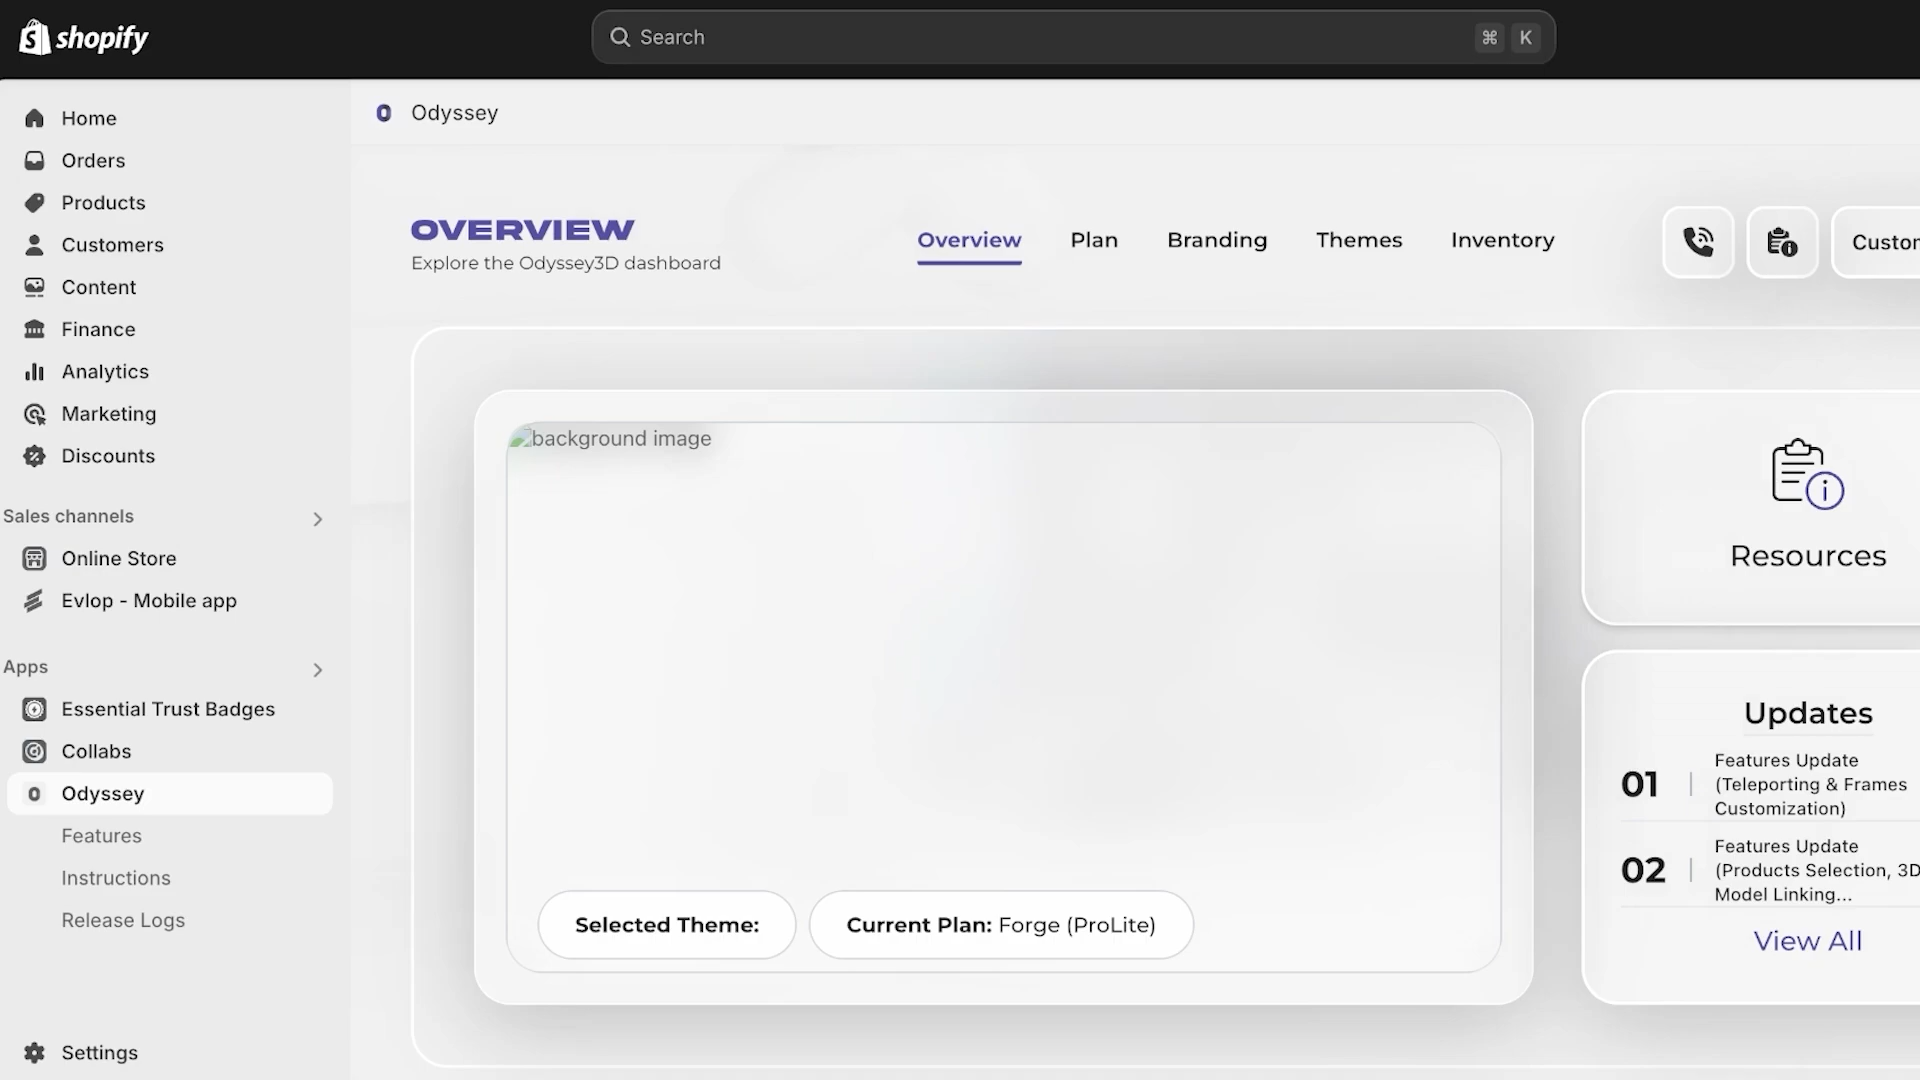 shopify
Search
⌘ K
Home
Orders
Products
Customers
Content
Finance
Analytics
Marketing
Discounts
Sales channels
Online Store
Evlop - Mobile app
Apps
Essential Trust Badges
Collabs
Odyssey
Features
Instructions
Release Logs
Settings
Odyssey
OVERVIEW
Explore the Odyssey3D dashboard
Overview
Plan
Branding
Themes
Inventory
Custom
background image
Selected Theme:
Current Plan: Forge (ProLite)
Resources
Updates
01
Features Update
(Teleporting & Frames
Customization)
02
Features Update
(Products Selection, 3D
Model Linking...
View All